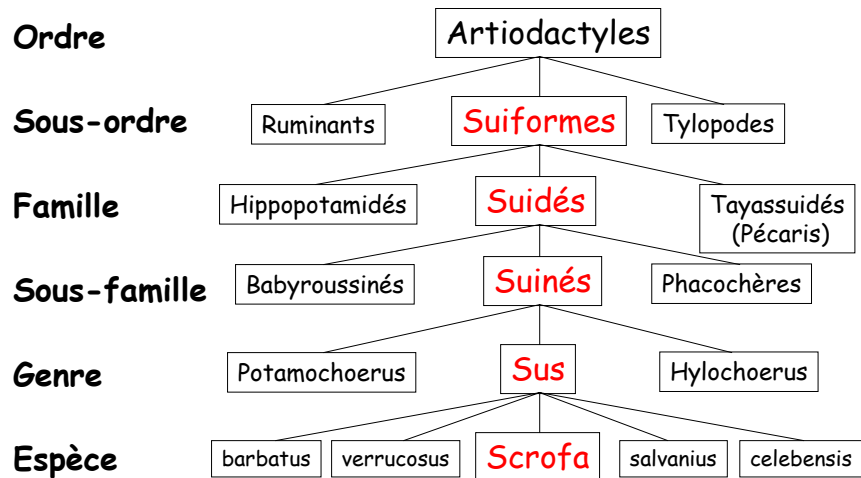 Ordre
Artiodactyles
Sous-ordre
Ruminants
Suiformes
Tylopodes
Famille
Hippopotamidés
Suidés
Tayassuidés
(Pécaris)
Sous-famille
Babyroussinés
Suinés
Phacochères
Genre
Potamochoerus
Sus
Hylochoerus
Espèce
barbatus
verrucosus
Scrofa
salvanius
celebensis